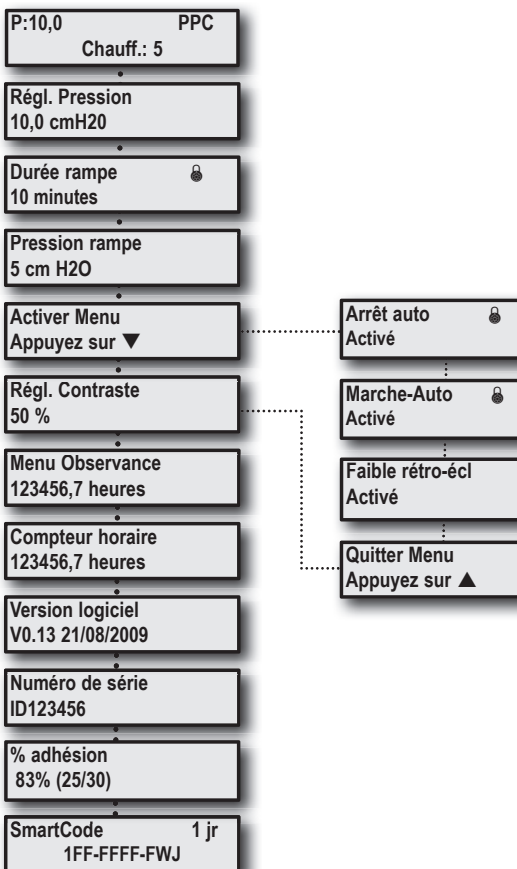 P:10,0 PPC
Chauff.: 5
Régl. Pression
10,0 cmH20
Durée rampe
10 minutes
Pression rampe
5 cm H2O
Activer Menu
Appuyez sur ▼
Régl. Contraste
50 %
Menu Observance
123456,7 heures
Compteur horaire
123456,7 heures
Version logiciel
V0.13 21/08/2009
Numéro de série
ID123456
% adhésion
83% (25/30)
SmartCode 1 jr
1FF-FFFF-FWJ
Arrêt auto
Activé
Marche-Auto
Activé
Faible rétro-écl
Activé
Quitter Menu
Appuyez sur ▲